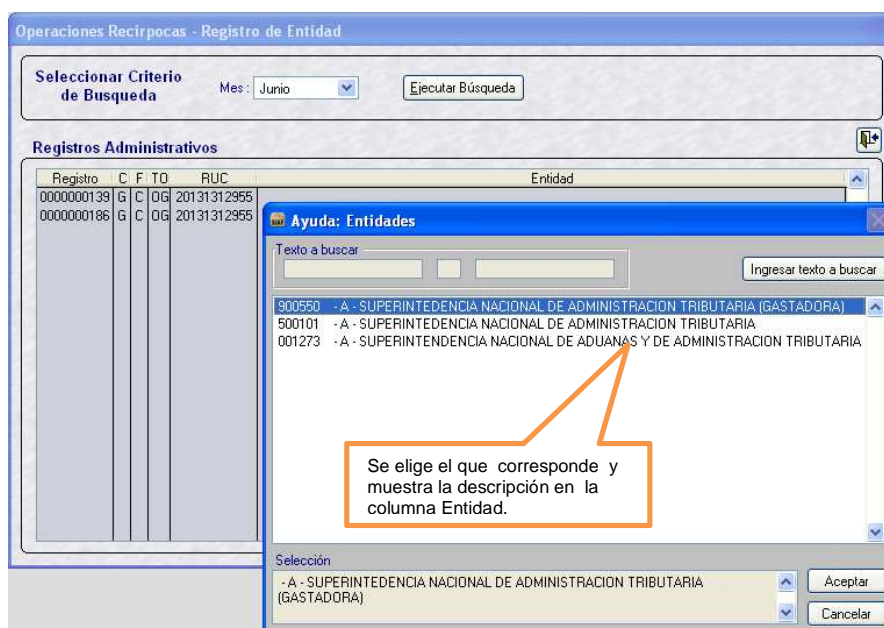 Operaciones Recirpocas - Registro de Entidad
Seleccionar Criterio
de Busqueda
Mes : Junio
Ejecutar Búsqueda
Registros Administrativos
Registro C F TO RUC Entidad
0000000139 G C OG 20131312955
0000000186 G C OG 20131312955
Ayuda: Entidades
Texto a buscar
Ingresar texto a buscar
900550 - A - SUPERINTEDENCIA NACIONAL DE ADMINISTRACION TRIBUTARIA (GASTADORA)
500101 - A - SUPERINTEDENCIA NACIONAL DE ADMINISTRACION TRIBUTARIA
001273 - A - SUPERINTENDENCIA NACIONAL DE ADUANAS Y DE ADMINISTRACION TRIBUTARIA
Se elige el que corresponde y
muestra la descripción en la
columna Entidad.
Selección
- A - SUPERINTEDENCIA NACIONAL DE ADMINISTRACION TRIBUTARIA
(GASTADORA)
Aceptar
Cancelar